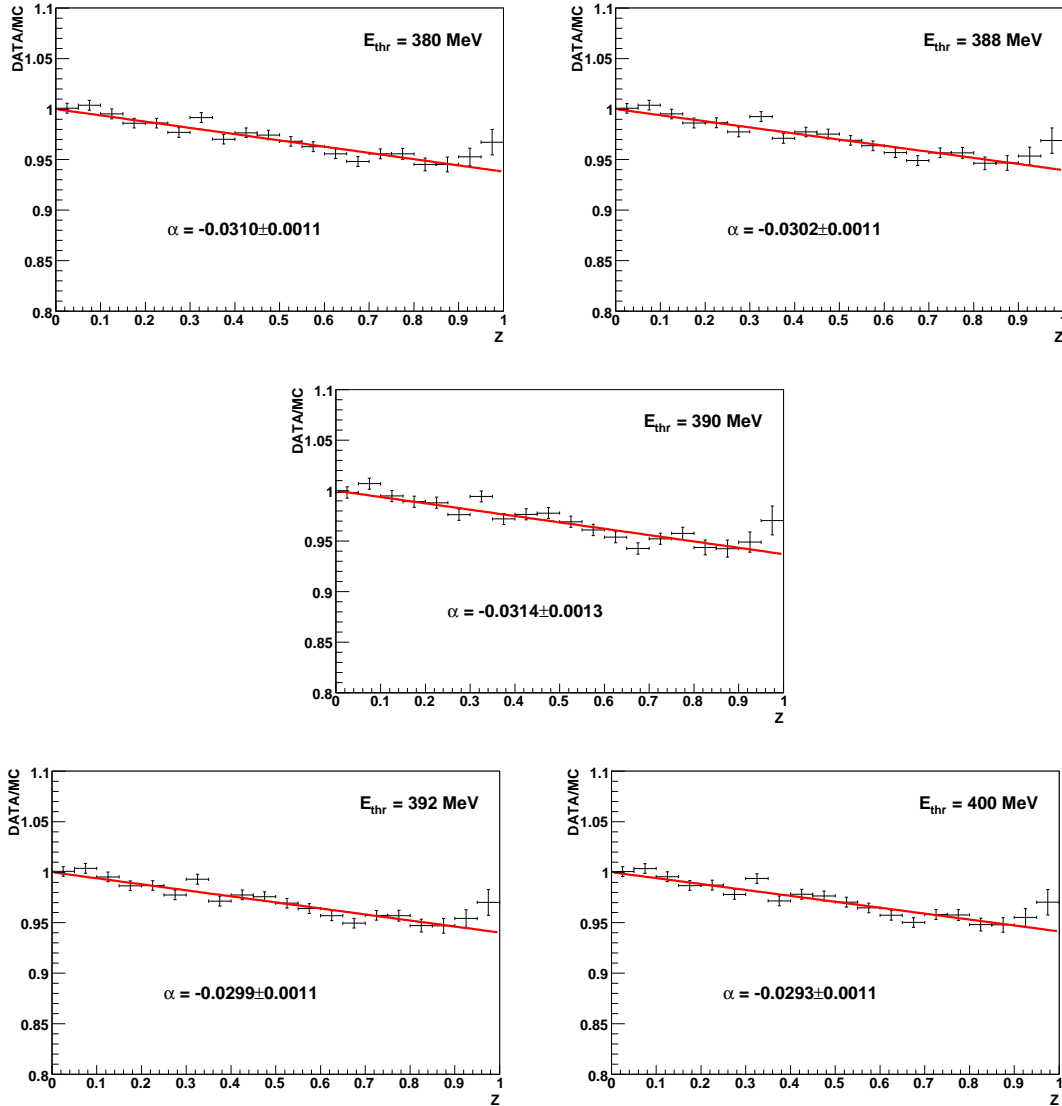 DATA/MC
1.1
1.05
1
0.95
0.9
0.85
0.8
E_thr = 380 MeV
α = -0.0310±0.0011
0 0.1 0.2 0.3 0.4 0.5 0.6 0.7 0.8 0.9 1
Z
DATA/MC
1.1
1.05
1
0.95
0.9
0.85
0.8
E_thr = 388 MeV
α = -0.0302±0.0011
0 0.1 0.2 0.3 0.4 0.5 0.6 0.7 0.8 0.9 1
Z
DATA/MC
1.1
1.05
1
0.95
0.9
0.85
0.8
E_thr = 390 MeV
α = -0.0314±0.0013
0 0.1 0.2 0.3 0.4 0.5 0.6 0.7 0.8 0.9 1
Z
DATA/MC
1.1
1.05
1
0.95
0.9
0.85
0.8
E_thr = 392 MeV
α = -0.0299±0.0011
0 0.1 0.2 0.3 0.4 0.5 0.6 0.7 0.8 0.9 1
Z
DATA/MC
1.1
1.05
1
0.95
0.9
0.85
0.8
E_thr = 400 MeV
α = -0.0293±0.0011
0 0.1 0.2 0.3 0.4 0.5 0.6 0.7 0.8 0.9 1
Z